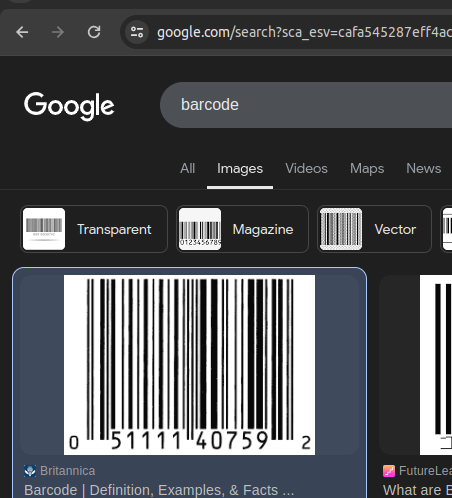 google.com/search?sca_esv=cafa545287eff4ac
Google
barcode
All Images Videos Maps News
Transparent Magazine Vector
0123456789
0 51111 40759 2
Britannica
FutureLea
Barcode | Definition, Examples, & Facts ...
What are B